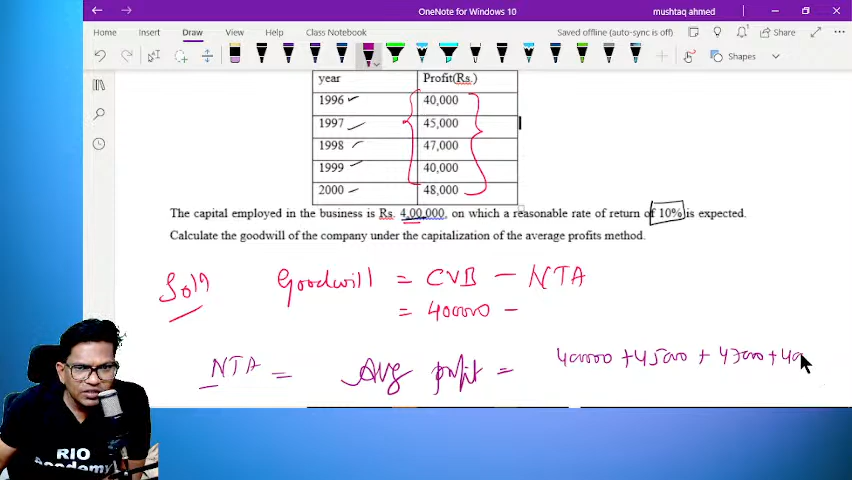 OneNote for Windows 10
mushtaq ahmed
Home Insert Draw View Help Class Notebook
Saved offline (auto-sync is off)
Share
Shapes
year Profit(Rs.)
1996 40,000
1997 45,000
1998 47,000
1999 40,000
2000 48,000
The capital employed in the business is Rs. 4,00,000, on which a reasonable rate of return of 10% is expected.
Calculate the goodwill of the company under the capitalization of the average profits method.
Soln Goodwill = CVB - NTA
= 400000 -
NTA = Avg profit = 40000 + 45000 + 47000 + 40
RIO
Academy